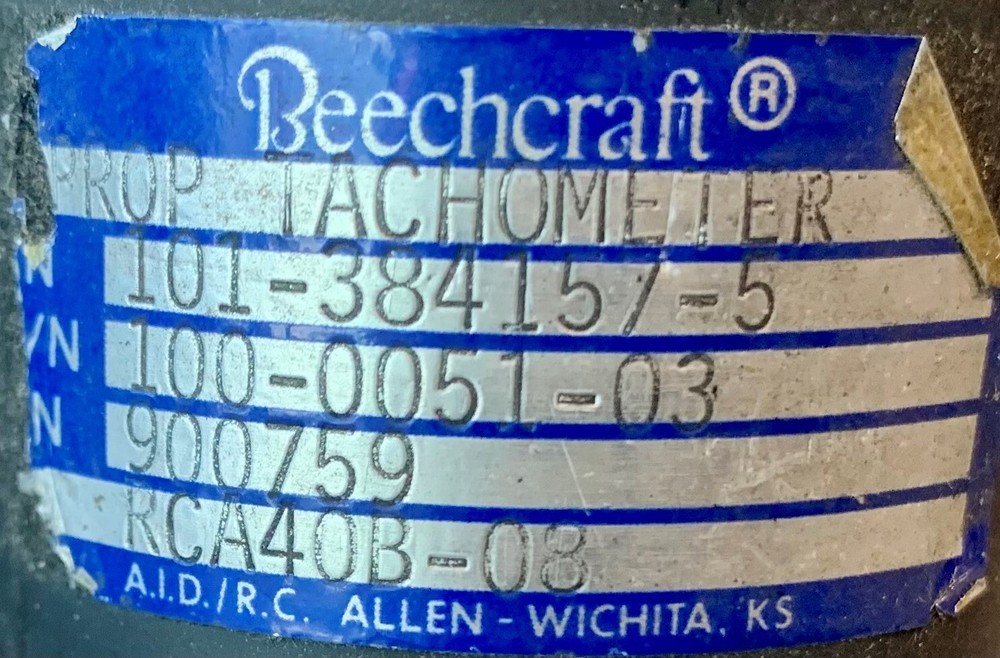 Beechcraft®
PROP TACHOMETER
N 101-384157-5
/N 100-0051-03
N 900759
RCA40B-08
A.I.D./R.C. ALLEN - WICHITA, KS